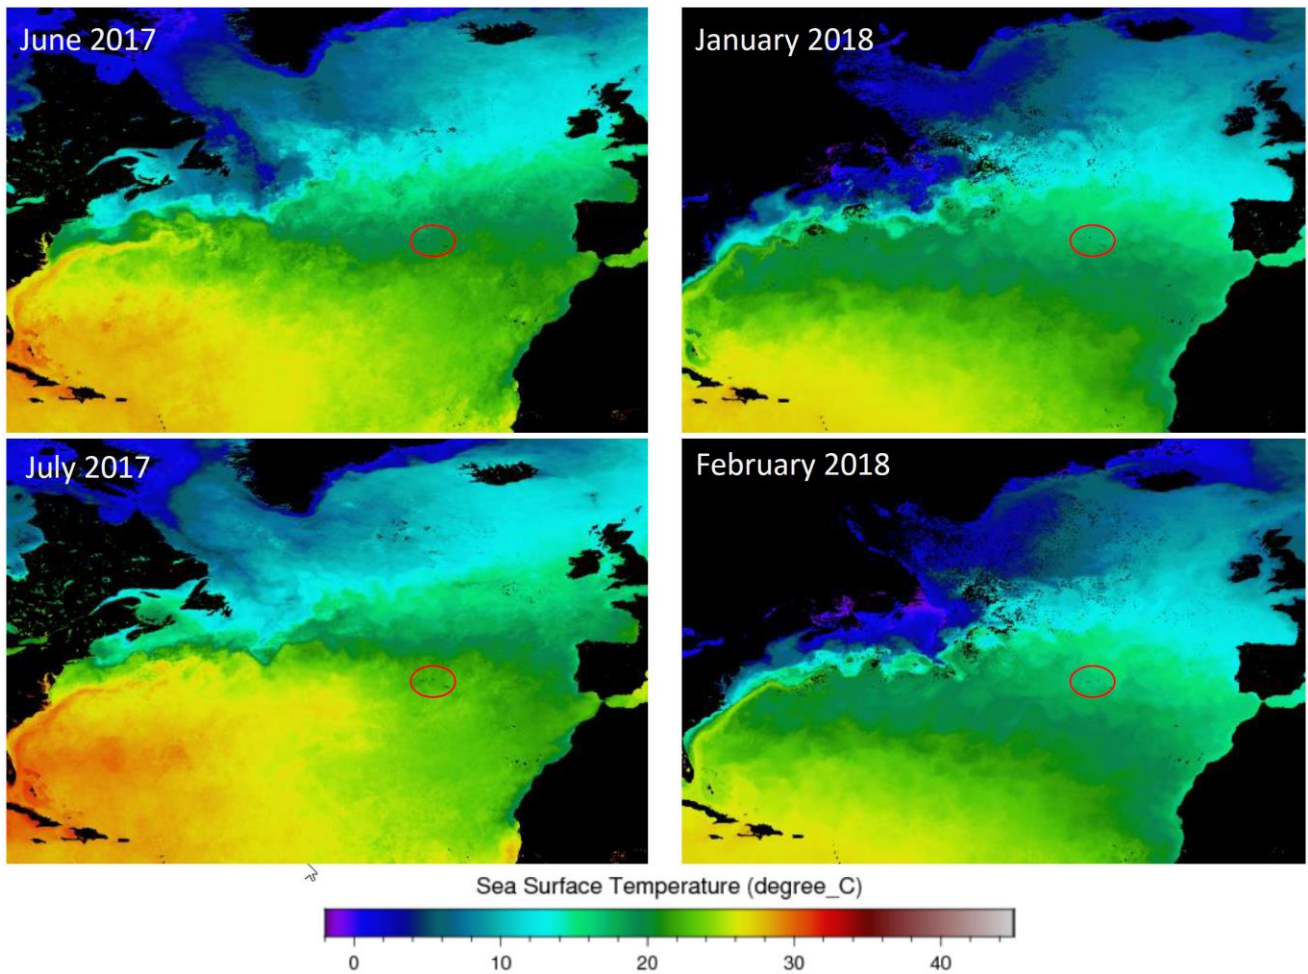 June 2017
January 2018
July 2017
February 2018
Sea Surface Temperature (degree_C)
0 10 20 30 40